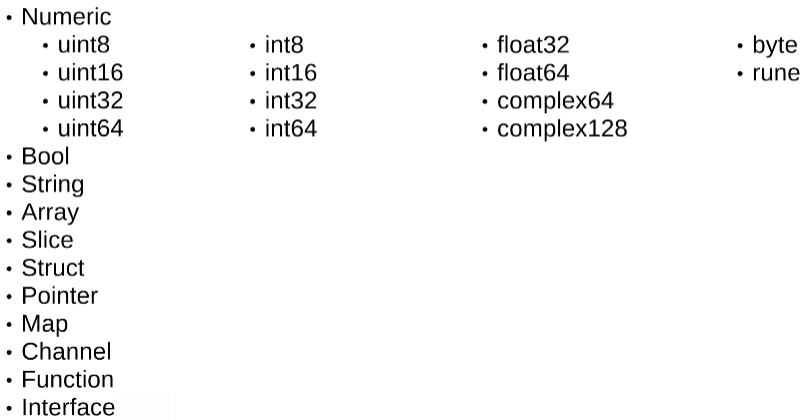 • Numeric
• uint8 • int8 • float32 • byte
• uint16 • int16 • float64 • rune
• uint32 • int32 • complex64
• uint64 • int64 • complex128
• Bool
• String
• Array
• Slice
• Struct
• Pointer
• Map
• Channel
• Function
• Interface